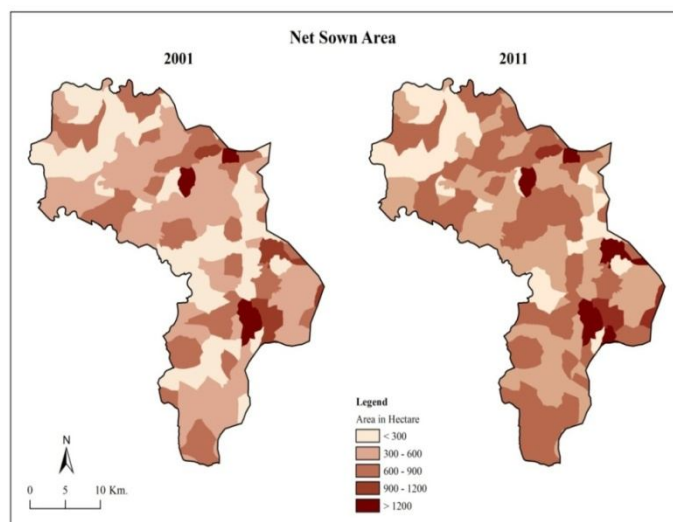 Net Sown Area
2001
2011
Legend
Area in Hectare
< 300
300 - 600
600 - 900
900 - 1200
> 1200
N
0 5 10 Km.